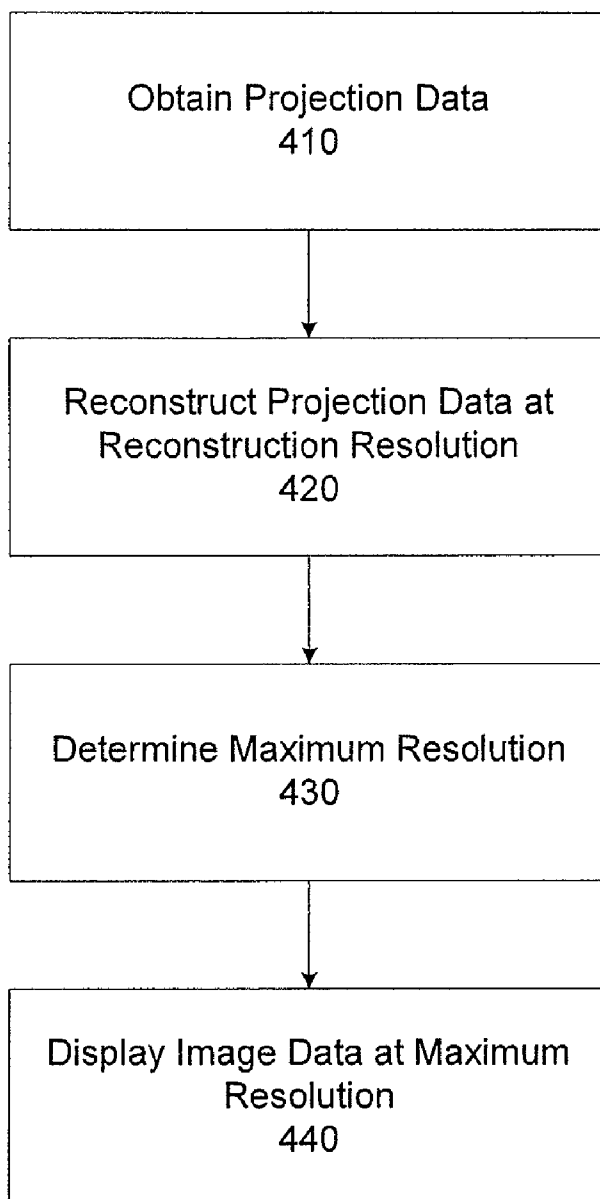 Obtain Projection Data
410
Reconstruct Projection Data at
Reconstruction Resolution
420
Determine Maximum Resolution
430
Display Image Data at Maximum
Resolution
440